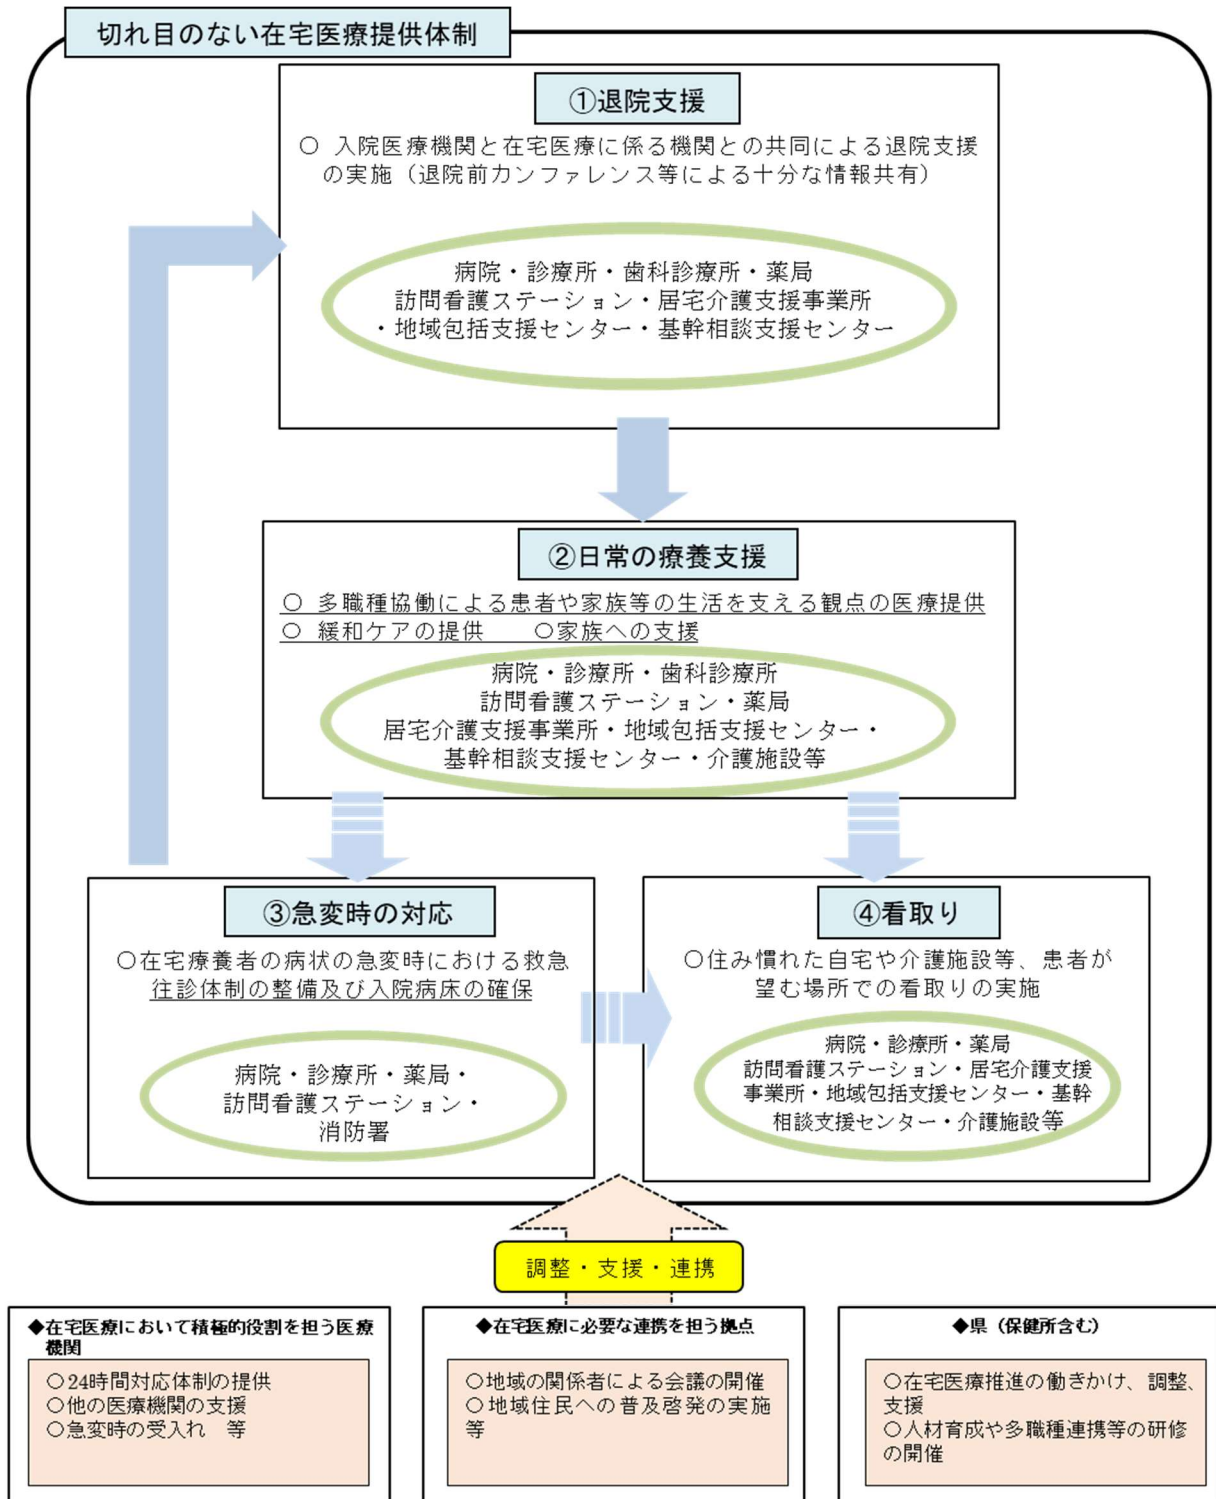 切れ目のない在宅医療提供体制
①退院支援
○ 入院医療機関と在宅医療に係る機関との共同による退院支援
の実施（退院前カンファレンス等による十分な情報共有）
病院・診療所・歯科診療所・薬局
訪問看護ステーション・居宅介護支援事業所
・地域包括支援センター・基幹相談支援センター
②日常の療養支援
○ 多職種協働による患者や家族等の生活を支える観点の医療提供
○ 緩和ケアの提供　　○家族への支援
病院・診療所・歯科診療所
訪問看護ステーション・薬局
居宅介護支援事業所・地域包括支援センター・
基幹相談支援センター・介護施設等
③急変時の対応
○在宅療養者の病状の急変時における救急
往診体制の整備及び入院病床の確保
病院・診療所・薬局・
訪問看護ステーション・
消防署
④看取り
○住み慣れた自宅や介護施設等、患者が
望む場所での看取りの実施
病院・診療所・薬局
訪問看護ステーション・居宅介護支援
事業所・地域包括支援センター・基幹
相談支援センター・介護施設等
調整・支援・連携
◆在宅医療において積極的役割を担う医療
機関
○24時間対応体制の提供
○他の医療機関の支援
○急変時の受入れ　等
◆在宅医療に必要な連携を担う拠点
○地域の関係者による会議の開催
○地域住民への普及啓発の実施
等
◆県（保健所含む）
○在宅医療推進の働きかけ、調整、
支援
○人材育成や多職種連携等の研修
の開催